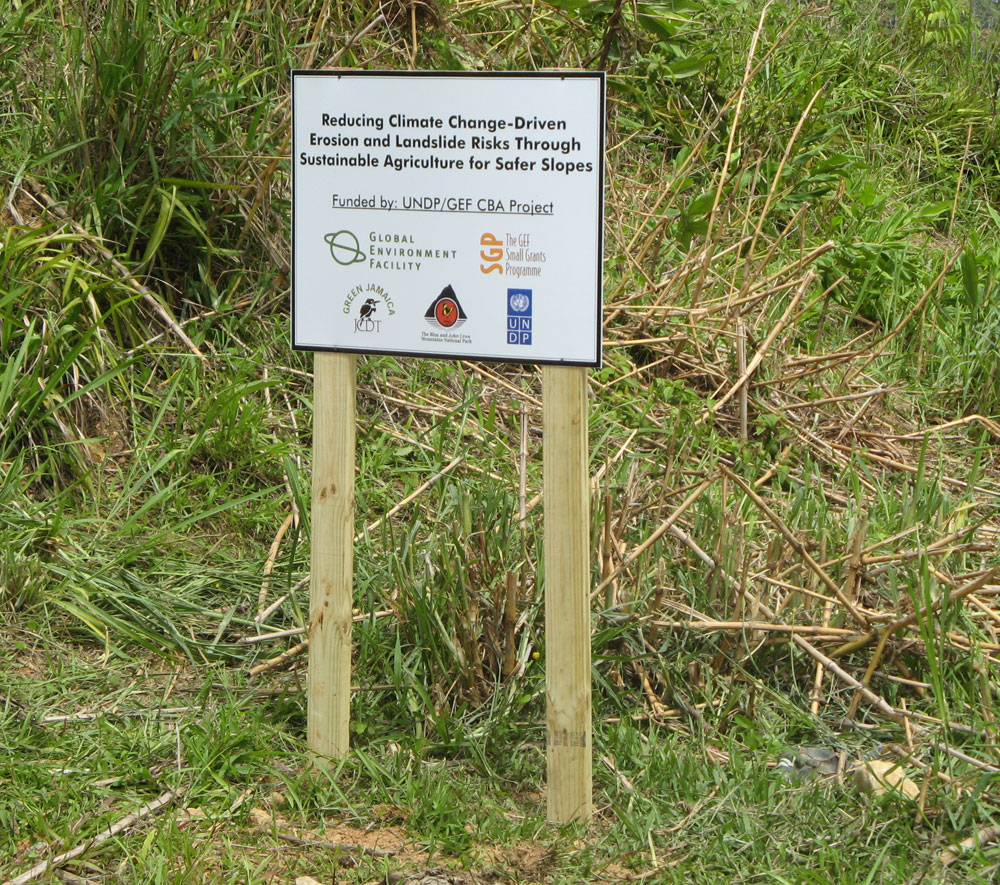 Reducing Climate Change-Driven
Erosion and Landslide Risks Through
Sustainable Agriculture for Safer Slopes
Funded by: UNDP/GEF CBA Project
GLOBAL
ENVIRONMENT
FACILITY
SGP
The GEF
Small Grants
Programme
GREEN JAMAICA
JCDT
The Blue and John Crow
Mountains National Park
UN
DP